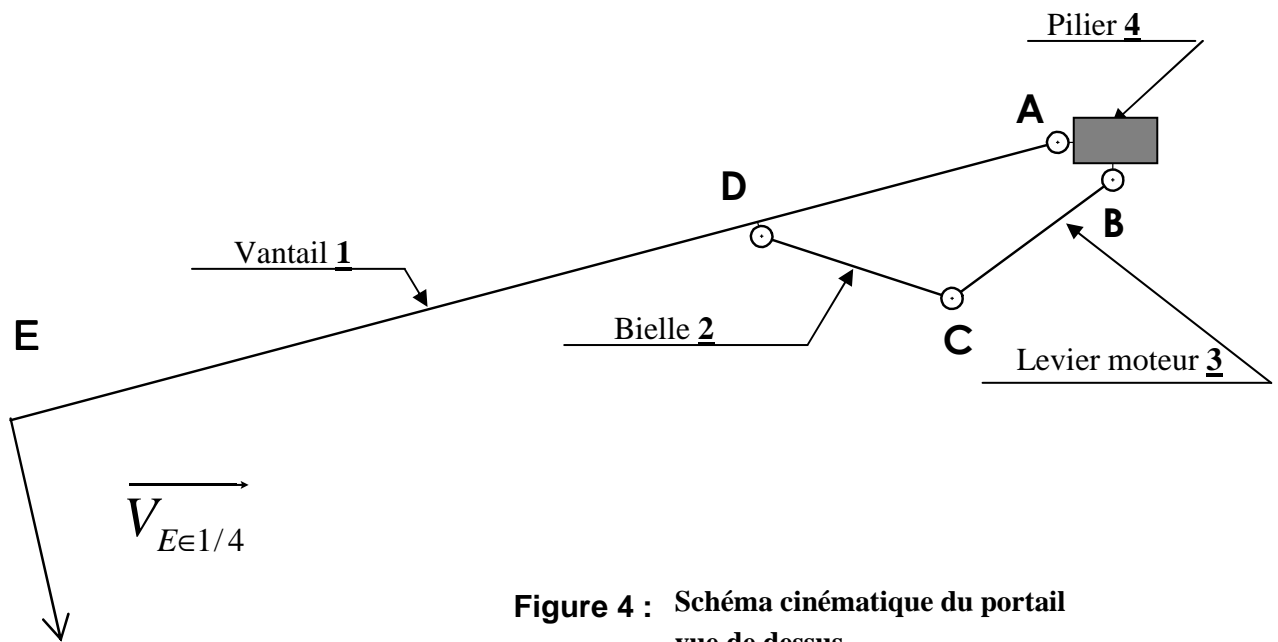 Pilier 4
A
D
B
Vantail 1
E
Bielle 2
C
Levier moteur 3
V E∈1/4
Figure 4 : Schéma cinématique du portail
vue de dessus